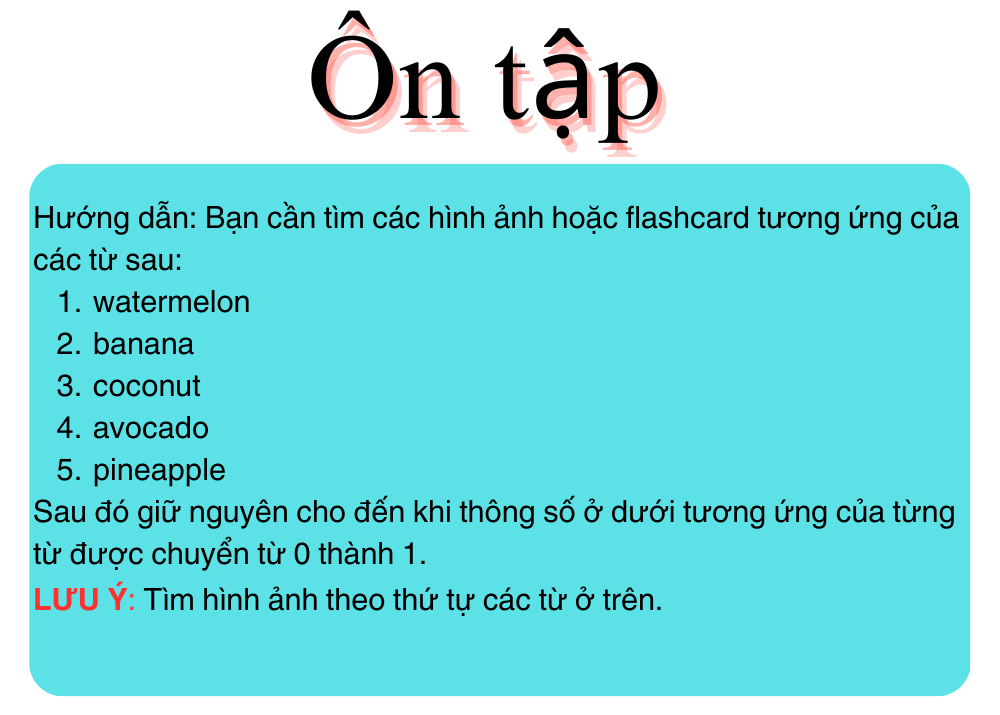 Ôn tập
Hướng dẫn: Bạn cần tìm các hình ảnh hoặc flashcard tương ứng của
các từ sau:
1. watermelon
2. banana
3. coconut
4. avocado
5. pineapple
Sau đó giữ nguyên cho đến khi thông số ở dưới tương ứng của từng
từ được chuyển từ 0 thành 1.
LƯU Ý: Tìm hình ảnh theo thứ tự các từ ở trên.